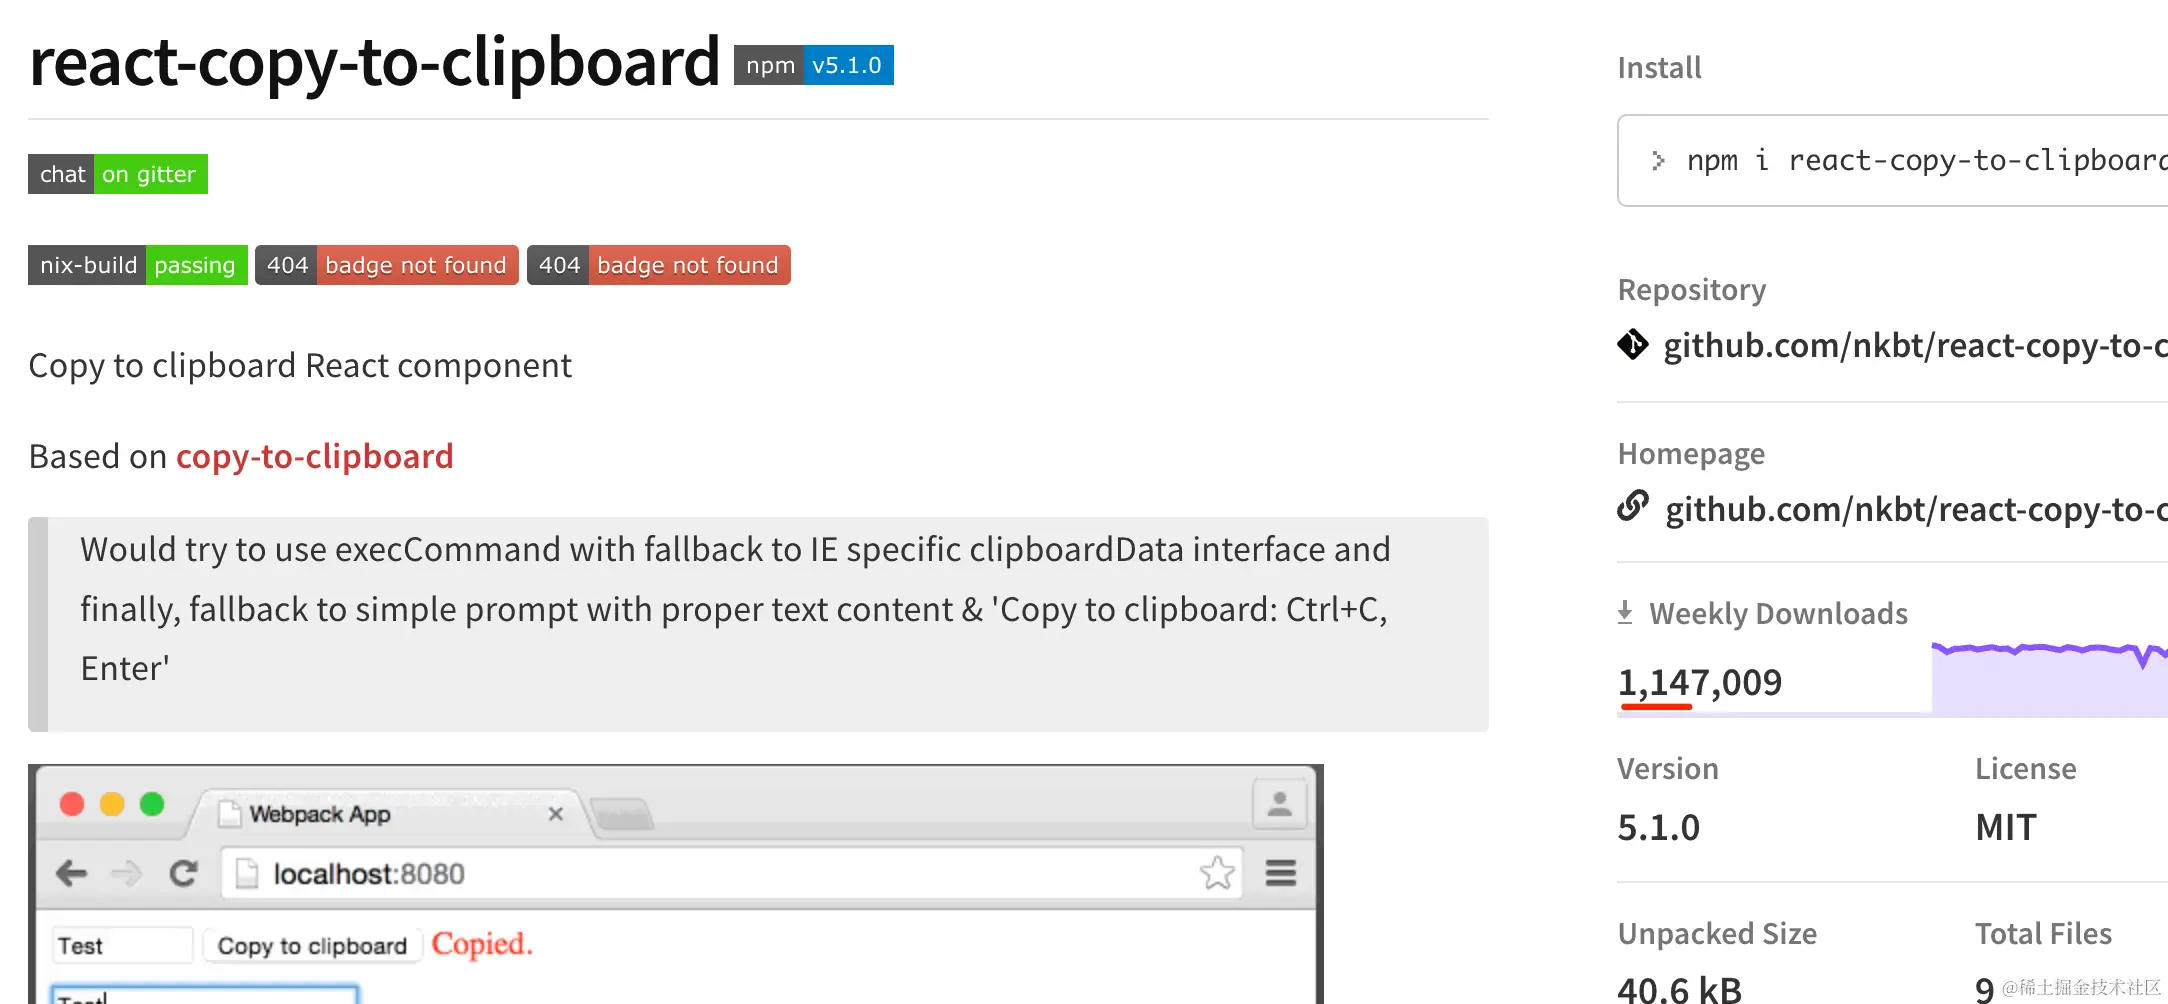 react-copy-to-clipboard npm v5.1.0
chat on gitter
nix-build passing 404 badge not found 404 badge not found
Copy to clipboard React component
Based on copy-to-clipboard
Would try to use execCommand with fallback to IE specific clipboardData interface and
finally, fallback to simple prompt with proper text content & 'Copy to clipboard: Ctrl+C,
Enter'
Webpack App
localhost:8080
Test Copy to clipboard Copied.
Test
Install
npm i react-copy-to-clipboard
Repository
github.com/nkbt/react-copy-to-c
Homepage
github.com/nkbt/react-copy-to-c
Weekly Downloads
1,147,009
Version License
5.1.0 MIT
Unpacked Size Total Files
40.6 kB 9
@稀土掘金技术社区